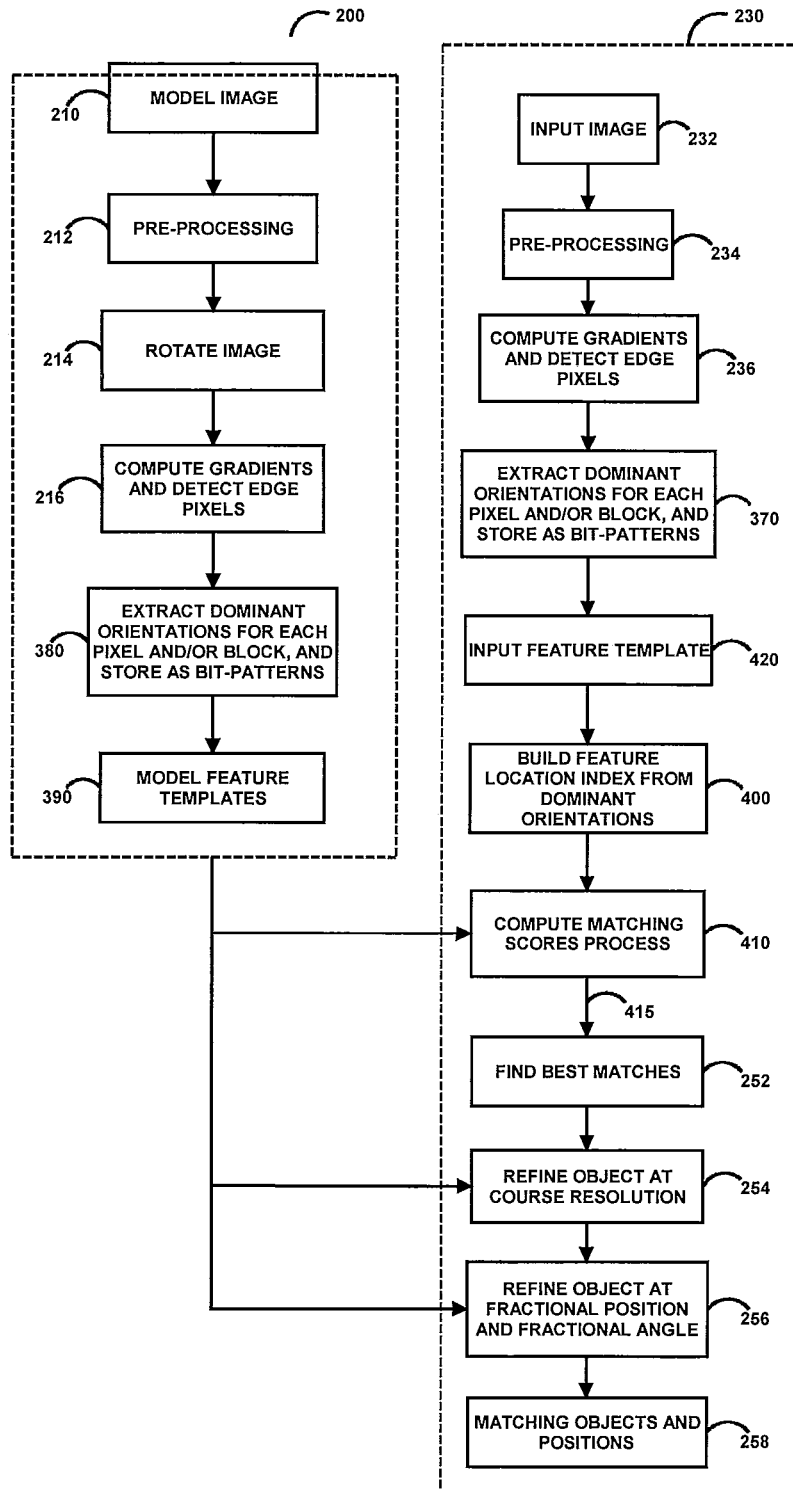 200
210
MODEL IMAGE
212
PRE-PROCESSING
214
ROTATE IMAGE
216
COMPUTE GRADIENTS
AND DETECT EDGE
PIXELS
380
EXTRACT DOMINANT
ORIENTATIONS FOR EACH
PIXEL AND/OR BLOCK, AND
STORE AS BIT-PATTERNS
390
MODEL FEATURE
TEMPLATES
230
INPUT IMAGE
232
PRE-PROCESSING
234
COMPUTE GRADIENTS
AND DETECT EDGE
PIXELS
236
EXTRACT DOMINANT
ORIENTATIONS FOR EACH
PIXEL AND/OR BLOCK, AND
STORE AS BIT-PATTERNS
370
INPUT FEATURE TEMPLATE
420
BUILD FEATURE
LOCATION INDEX FROM
DOMINANT
ORIENTATIONS
400
COMPUTE MATCHING
SCORES PROCESS
410
415
FIND BEST MATCHES
252
REFINE OBJECT AT
COURSE RESOLUTION
254
REFINE OBJECT AT
FRACTIONAL POSITION
AND FRACTIONAL ANGLE
256
MATCHING OBJECTS AND
POSITIONS
258